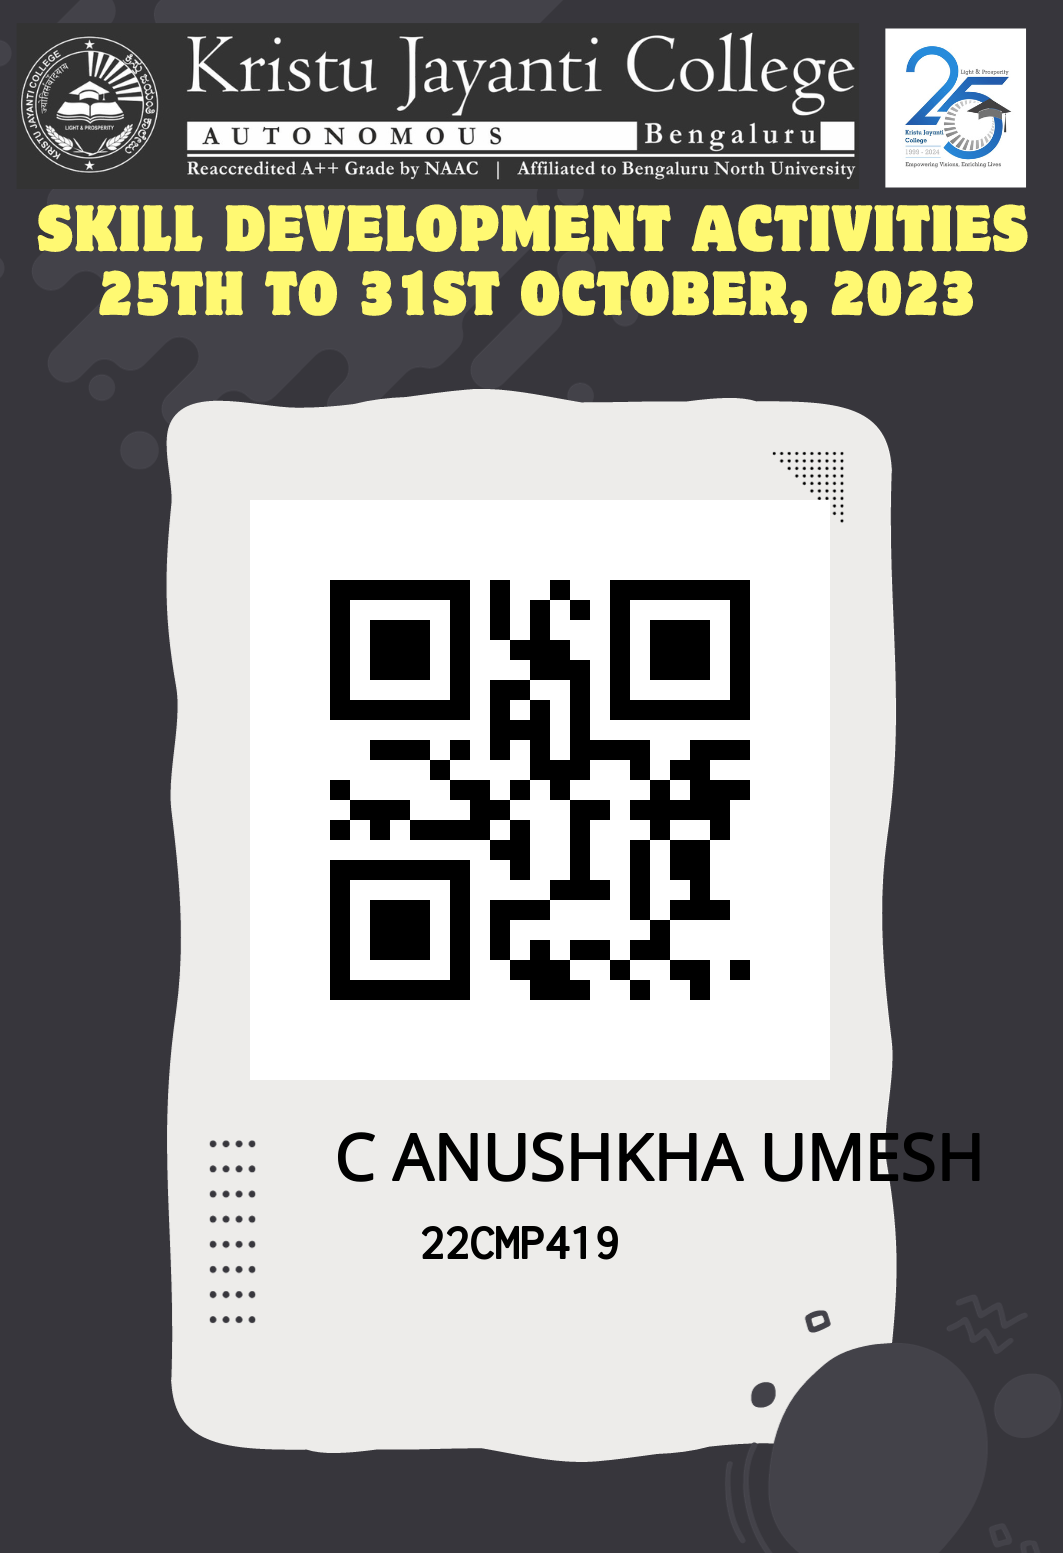 Kristu Jayanti College
AUTONOMOUS Bengaluru
Reaccredited A++ Grade by NAAC | Affiliated to Bengaluru North University
KRISTU JAYANTI COLLEGE
LIGHT & PROSPERITY
25
Light & Prosperity
Kristu Jayanti
College
1999 - 2024
Empowering Visions, Enriching Lives
SKILL DEVELOPMENT ACTIVITIES
25TH TO 31ST OCTOBER, 2023
C ANUSHKHA UMESH
22CMP419